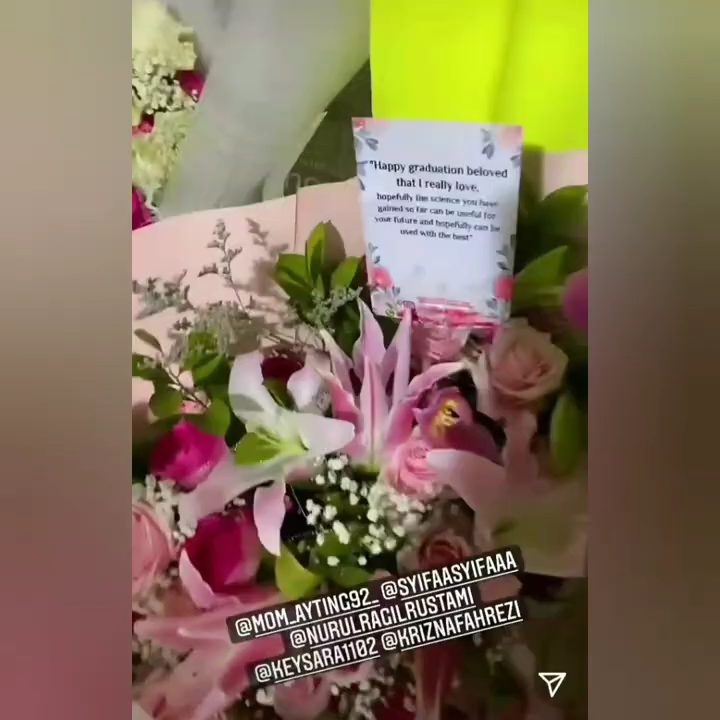 "Happy graduation beloved
that I really love,
hopefully the science you have
gained so far can be useful for
your future and hopefully can be
used with the best"
@MOM_AYTING92_ @SYIFAASYIFAAA
@NURULRAGILRUSTAMI
@KEYSARA1102 @KRIZNAFAHREZI